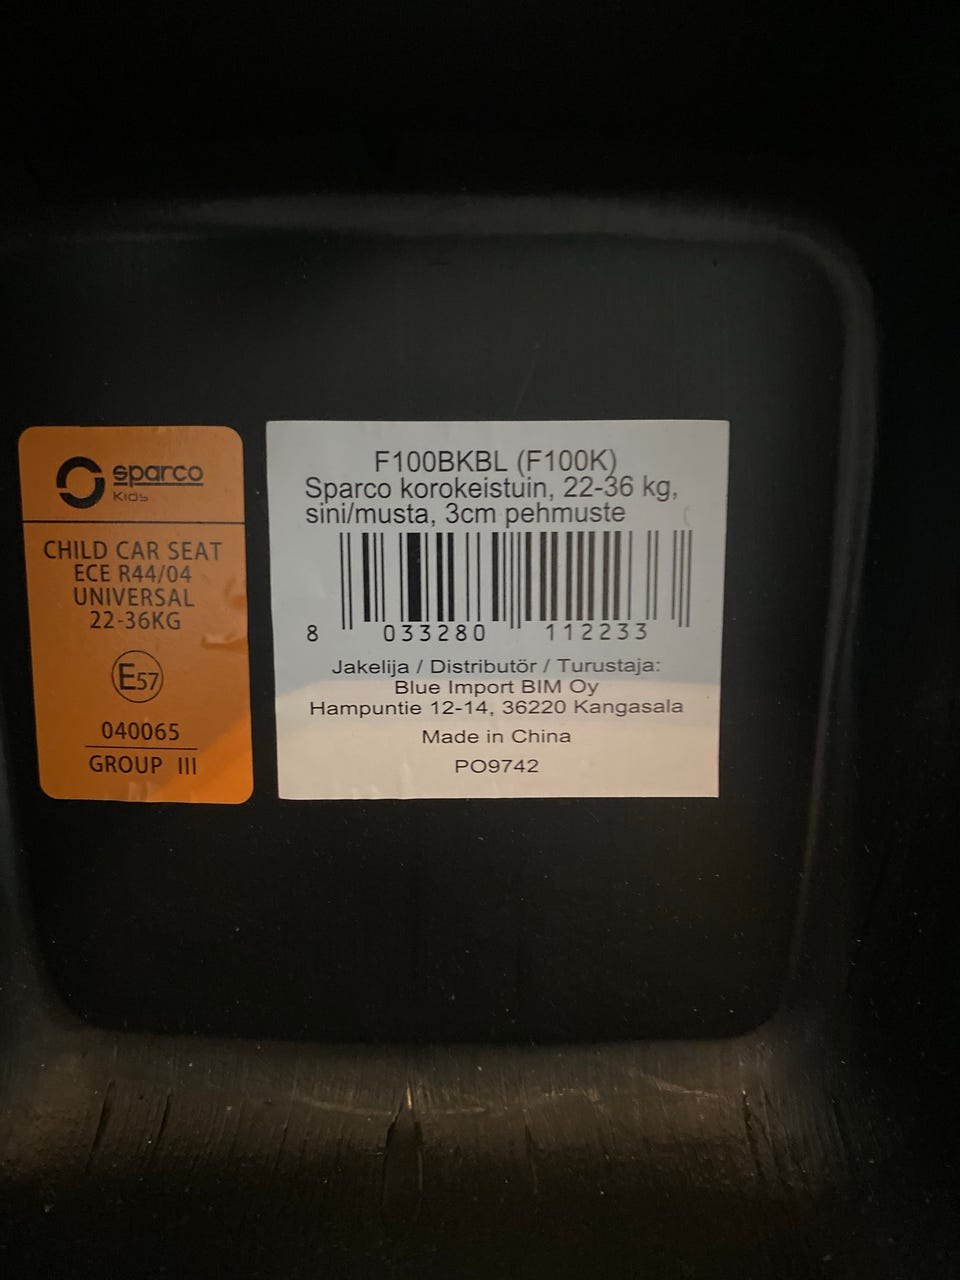 sparco
KIDS
CHILD CAR SEAT
ECE R44/04
UNIVERSAL
22-36KG
E57
040065
GROUP III
F100BKBL (F100K)
Sparco korokeistuin, 22-36 kg,
sini/musta, 3cm pehmuste
8 033280 112233
Jakelija / Distributör / Turustaja:
Blue Import BIM Oy
Hampuntie 12-14, 36220 Kangasala
Made in China
PO9742